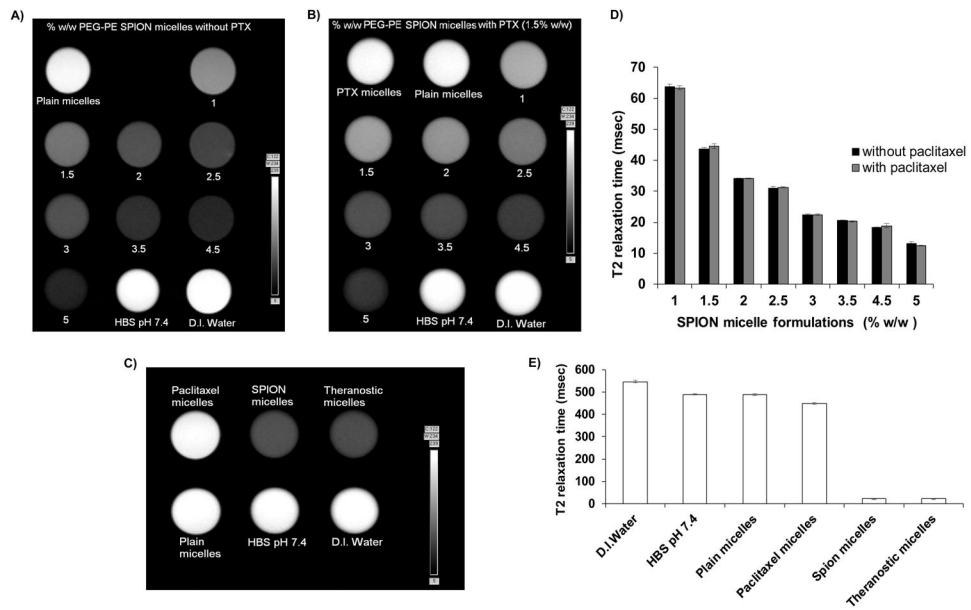 A)
% w/w PEG-PE SPION micelles without PTX
Plain micelles
1
1.5
2
2.5
3
3.5
4.5
5
HBS pH 7.4
D.I. Water
B)
% w/w PEG-PE SPION micelles with PTX (1.5% w/w)
PTX micelles
Plain micelles
1
1.5
2
2.5
3
3.5
4.5
5
HBS pH 7.4
D.I. Water
C)
Paclitaxel
micelles
SPION
micelles
Theranostic
micelles
Plain
micelles
HBS pH 7.4
D.I. Water
D)
T2 relaxation time (msec)
70
60
50
40
30
20
10
0
without paclitaxel
with paclitaxel
1
1.5
2
2.5
3
3.5
4.5
5
SPION micelle formulations (% w/w )
E)
T2 relaxation time (msec)
600
500
400
300
200
100
0
D.I.Water
HBS pH 7.4
Plain micelles
Paclitaxel micelles
Spion micelles
Theranostic micelles